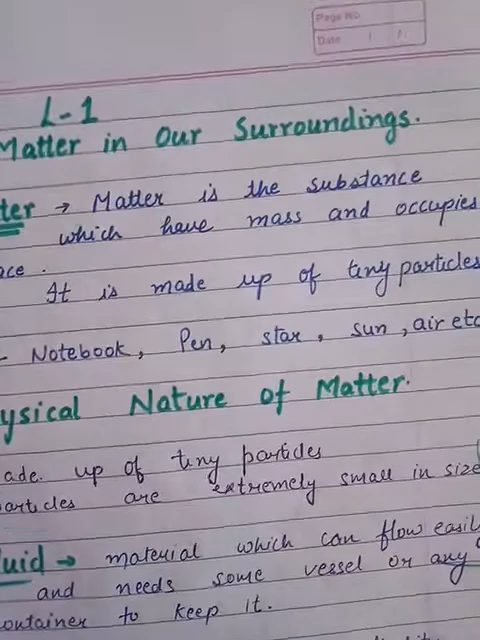 Page No.
Date
L-1
Matter in Our Surroundings.
ter → Matter is the substance
which have mass and occupies
ace.
It is made up of tiny particles
- Notebook, Pen, star, sun, air etc
ysical Nature of Matter.
ade up of tiny particles
articles are extremely small in size
luid → material which can flow easily
and needs some vessel or any
ontainer to keep it.